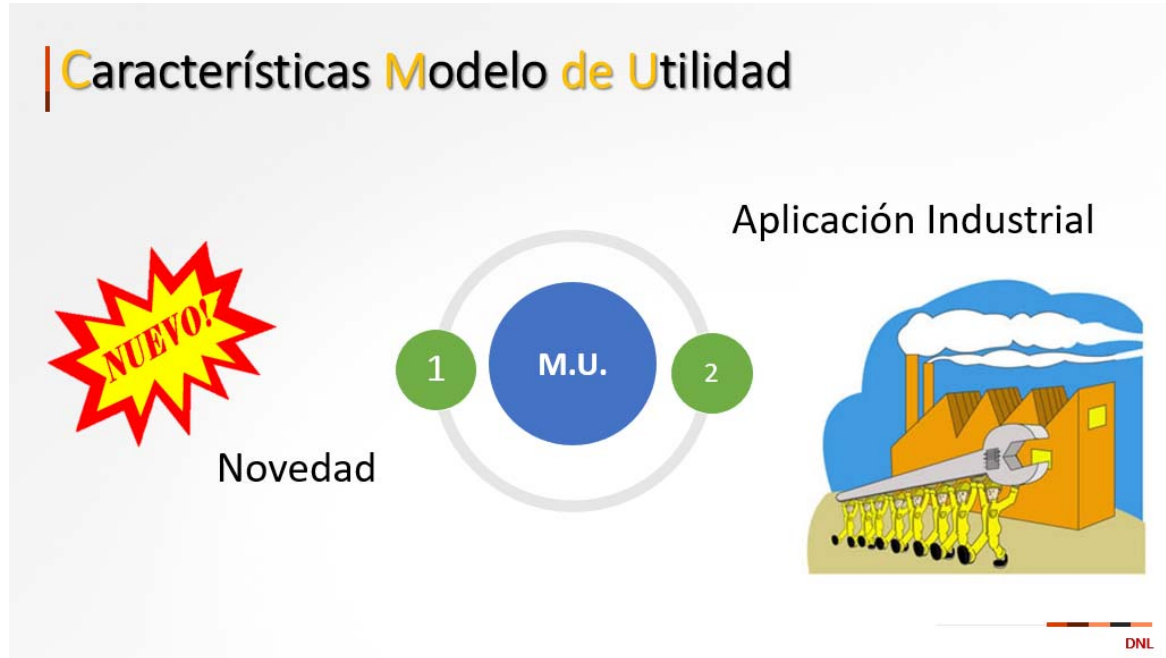 Características Modelo de Utilidad
Aplicación Industrial
NUEVO!
1
M.U.
2
Novedad
DNL